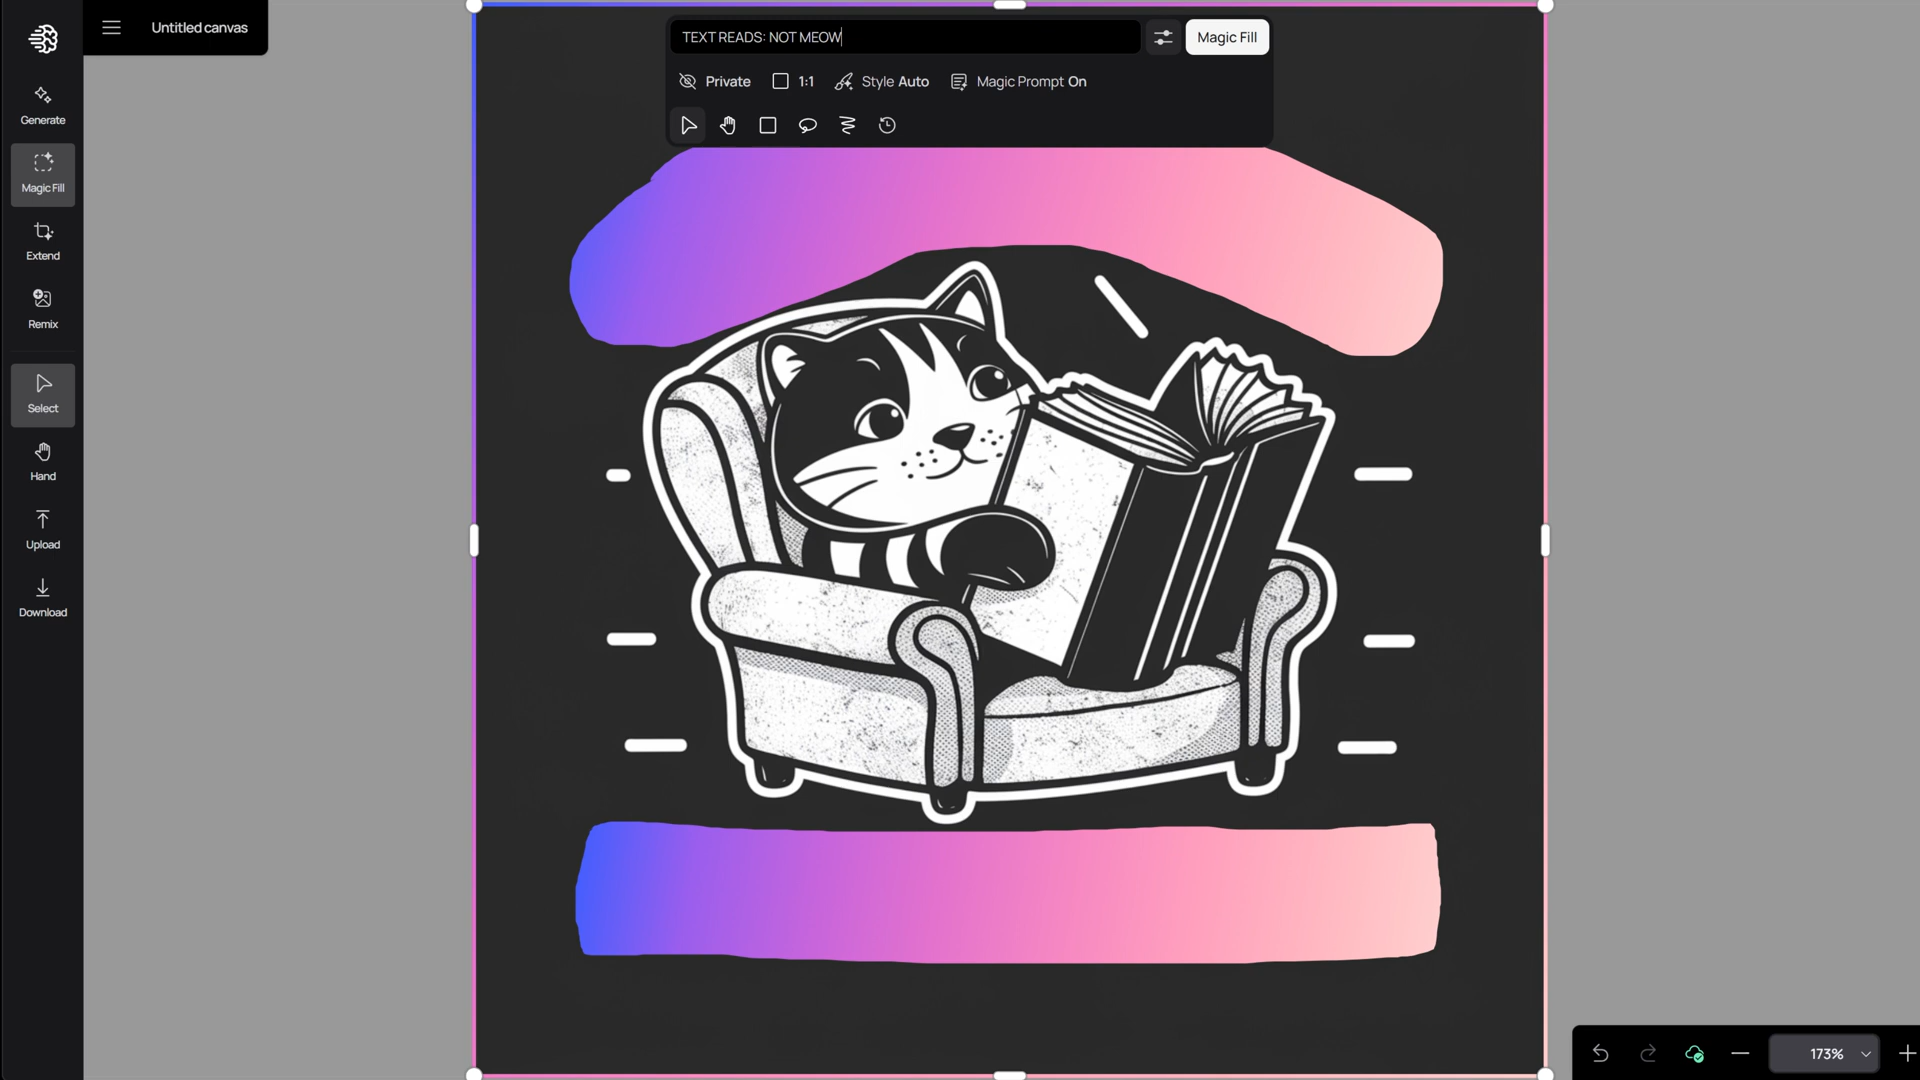 Untitled canvas
TEXT READS: NOT MEOW
Magic Fill
Private
1:1
Style Auto
Magic Prompt On
Generate
Magic Fill
Extend
Remix
Select
Hand
Upload
Download
173%